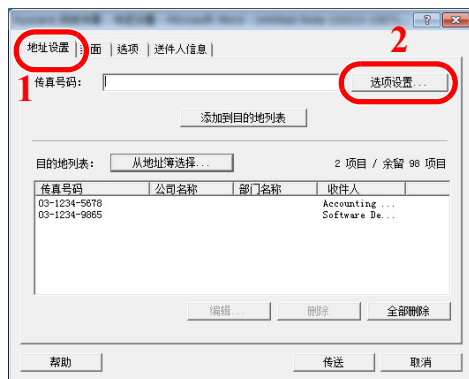 2
地址设置 封面 选项 送件人信息
1
传真号码: 选项设置...
添加到目的地列表
目的地列表: 从地址簿选择... 2 项目 / 余留 98 项目
传真号码 公司名称 部门名称 收件人
03-1234-5678 Accounting ...
03-1234-9865 Software De...
编辑... 删除 全部删除
帮助 传送 取消